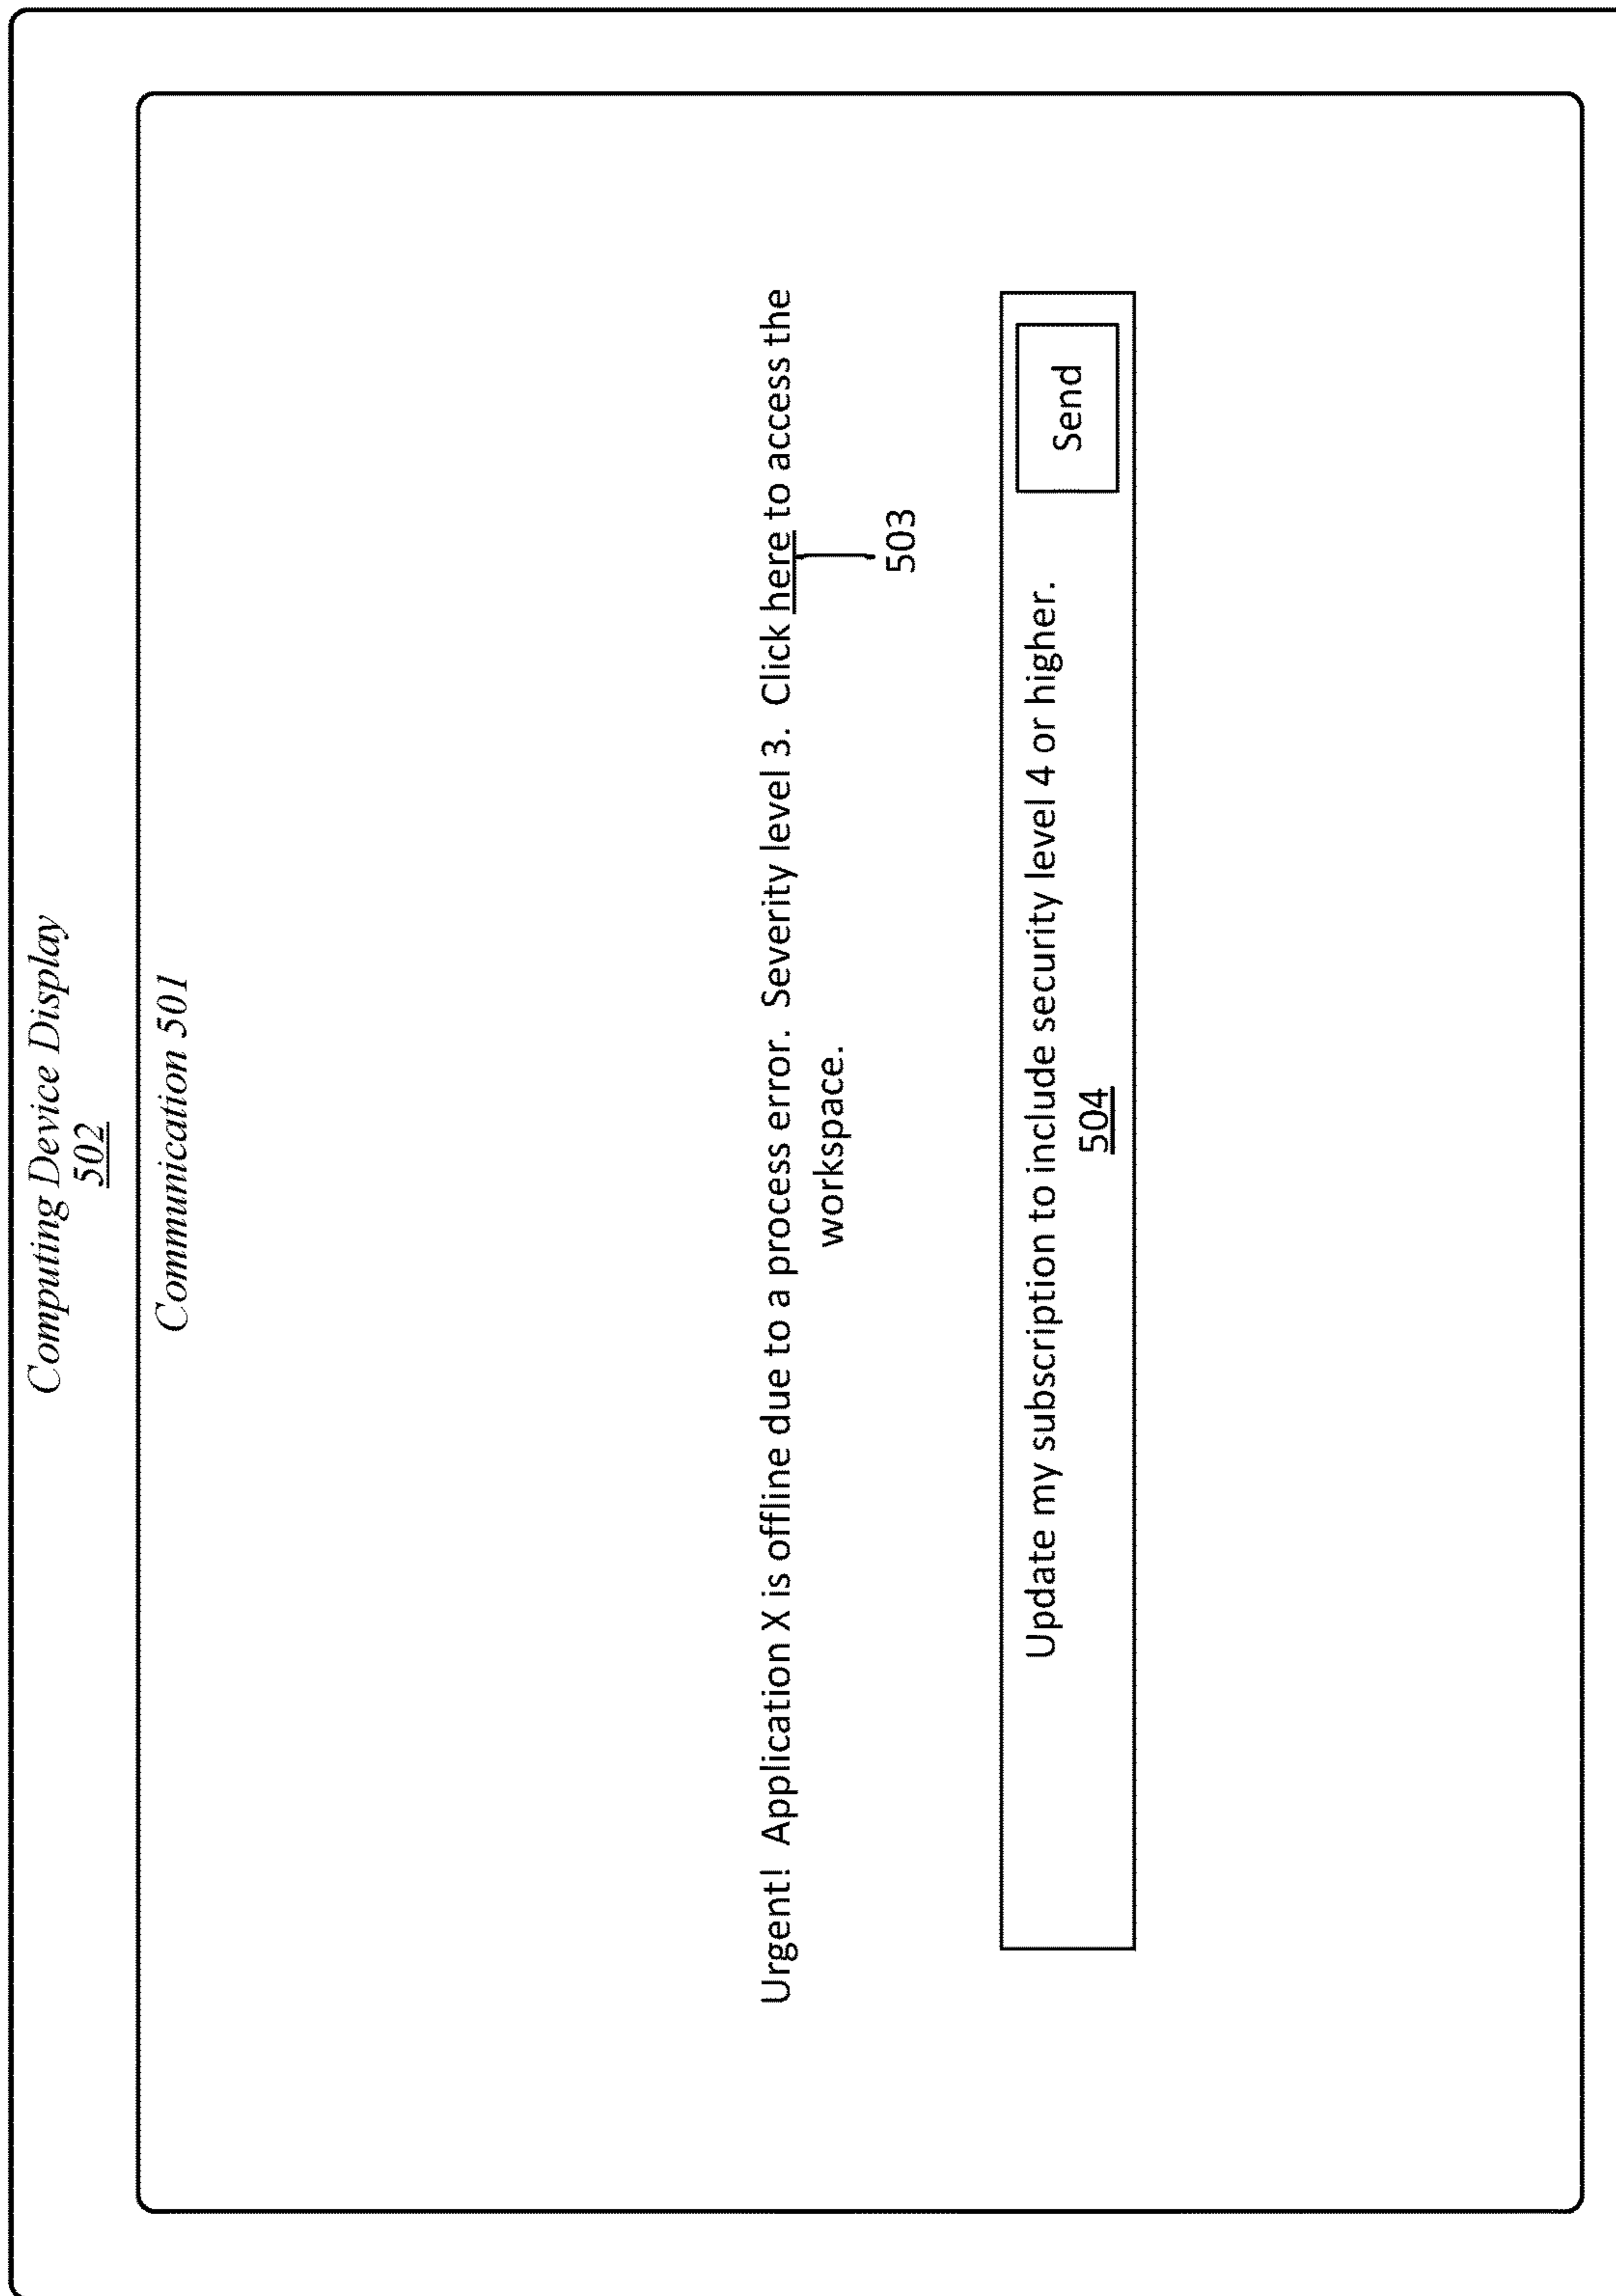 Computing Device Display
502
Communication 501
Urgent!  Application X is offline due to a process error.  Severity level 3.  Click here to access the
workspace.
503
Update my subscription to include security level 4 or higher.
504
Send